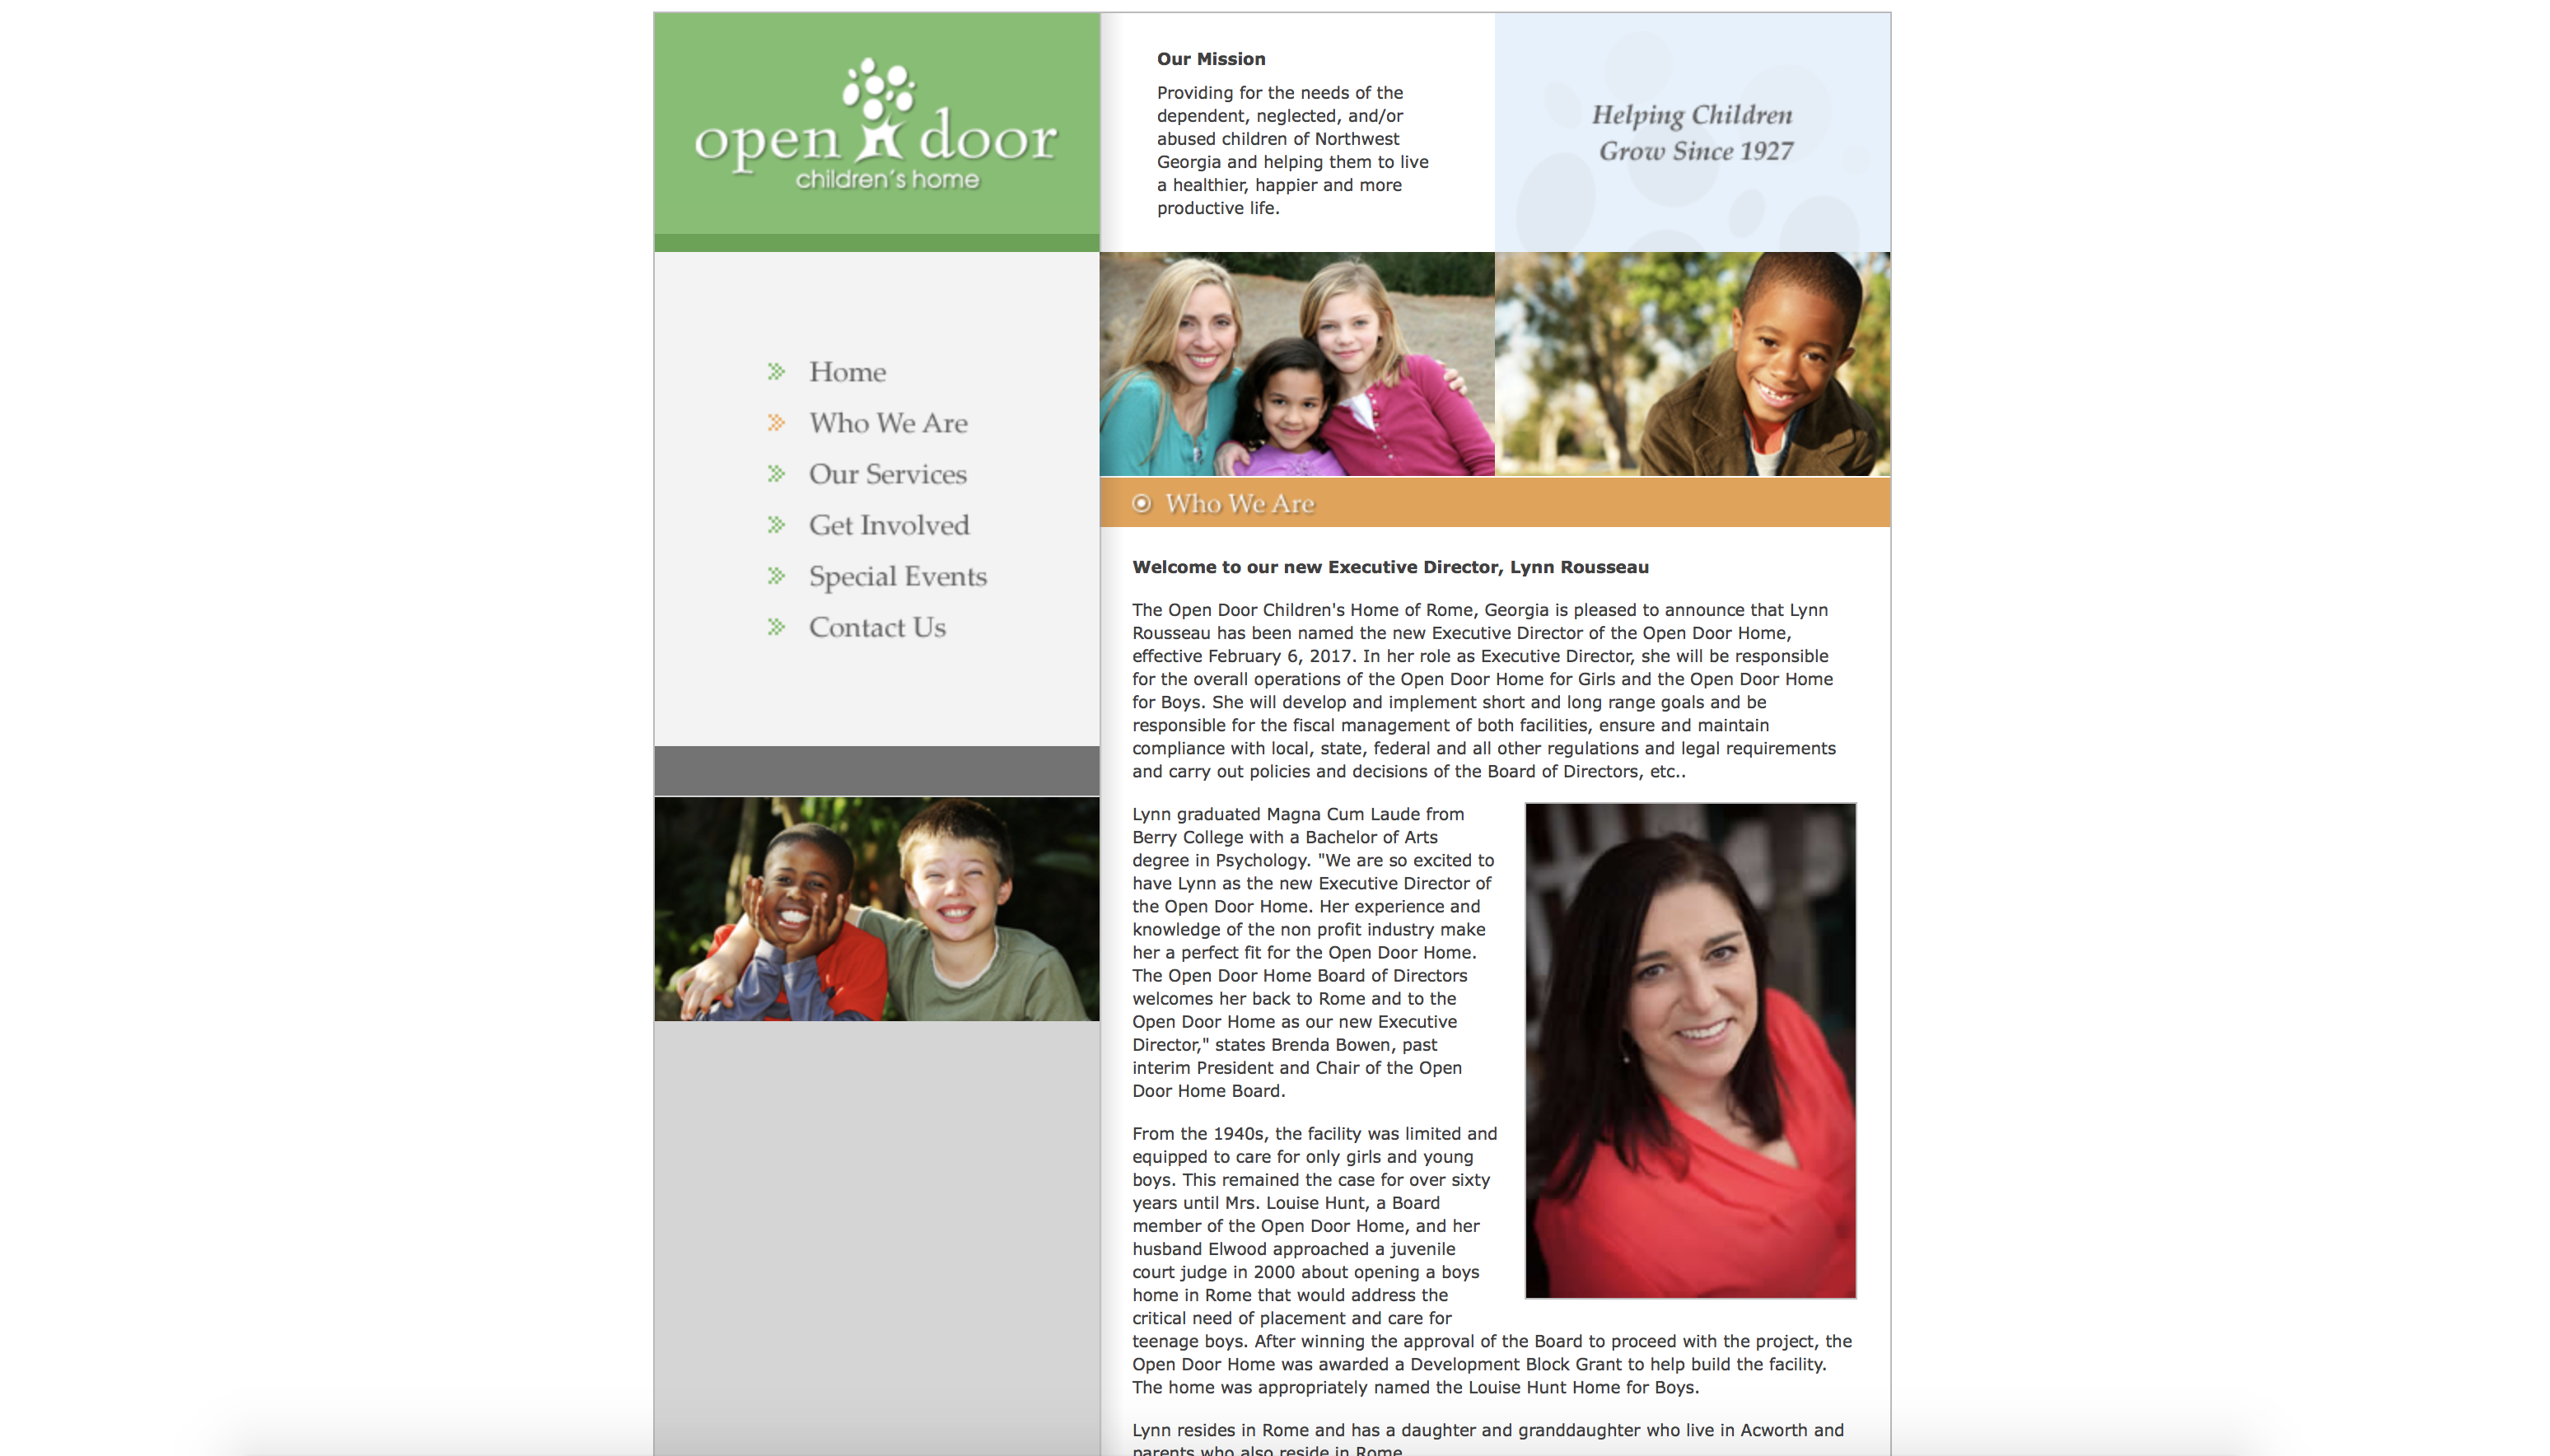 open door
children's home
Our Mission
Providing for the needs of the
dependent, neglected, and/or
abused children of Northwest
Georgia and helping them to live
a healthier, happier and more
productive life.
Helping Children
Grow Since 1927
Home
Who We Are
Our Services
Get Involved
Special Events
Contact Us
Who We Are
Welcome to our new Executive Director, Lynn Rousseau
The Open Door Children's Home of Rome, Georgia is pleased to announce that Lynn
Rousseau has been named the new Executive Director of the Open Door Home,
effective February 6, 2017. In her role as Executive Director, she will be responsible
for the overall operations of the Open Door Home for Girls and the Open Door Home
for Boys. She will develop and implement short and long range goals and be
responsible for the fiscal management of both facilities, ensure and maintain
compliance with local, state, federal and all other regulations and legal requirements
and carry out policies and decisions of the Board of Directors, etc..
Lynn graduated Magna Cum Laude from
Berry College with a Bachelor of Arts
degree in Psychology. "We are so excited to
have Lynn as the new Executive Director of
the Open Door Home. Her experience and
knowledge of the non profit industry make
her a perfect fit for the Open Door Home.
The Open Door Home Board of Directors
welcomes her back to Rome and to the
Open Door Home as our new Executive
Director," states Brenda Bowen, past
interim President and Chair of the Open
Door Home Board.
From the 1940s, the facility was limited and
equipped to care for only girls and young
boys. This remained the case for over sixty
years until Mrs. Louise Hunt, a Board
member of the Open Door Home, and her
husband Elwood approached a juvenile
court judge in 2000 about opening a boys
home in Rome that would address the
critical need of placement and care for
teenage boys. After winning the approval of the Board to proceed with the project, the
Open Door Home was awarded a Development Block Grant to help build the facility.
The home was appropriately named the Louise Hunt Home for Boys.
Lynn resides in Rome and has a daughter and granddaughter who live in Acworth and
parents who also reside in Rome.